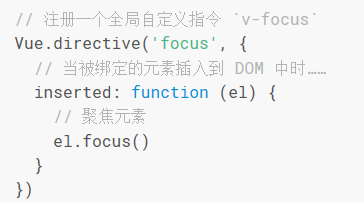 // 注册一个全局自定义指令 `v-focus`
Vue.directive('focus', {
  // 当被绑定的元素插入到 DOM 中时……
  inserted: function (el) {
    // 聚焦元素
    el.focus()
  }
})